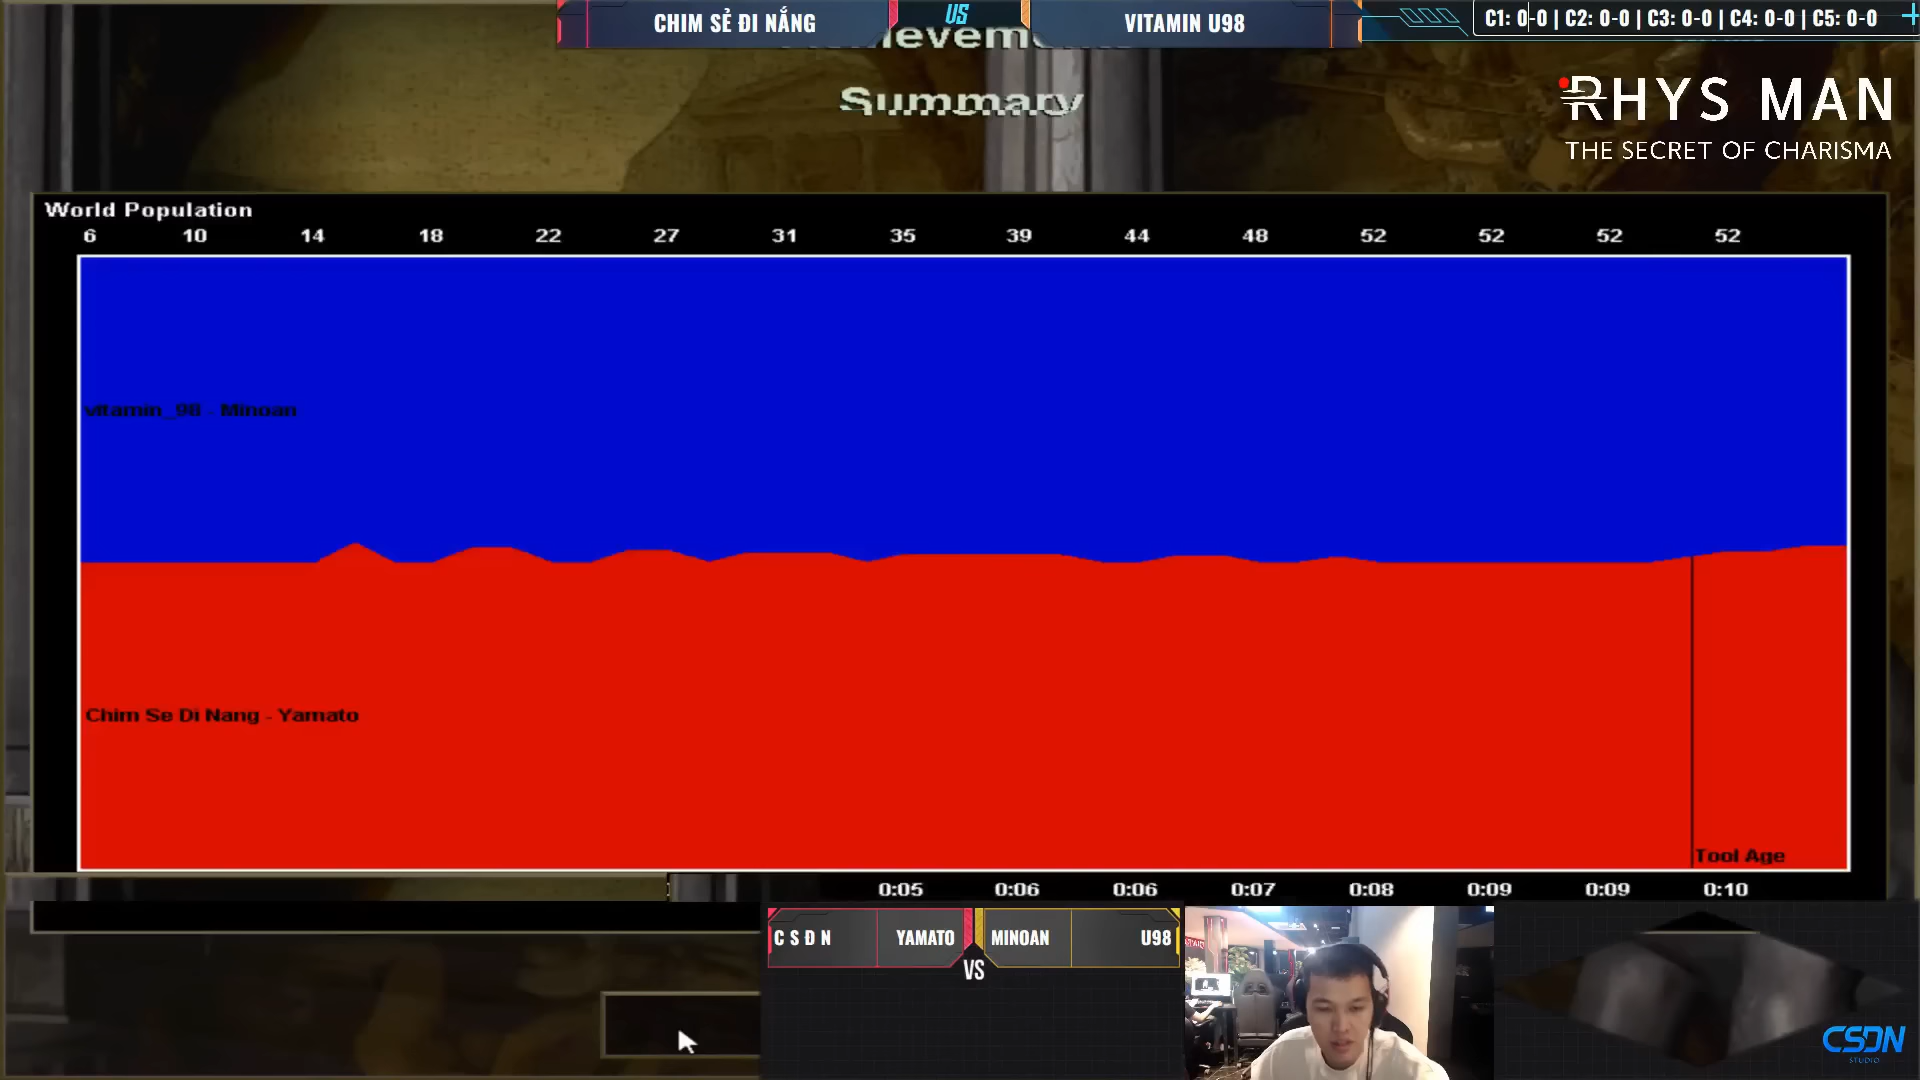 CHIM SẺ ĐI NẮNG
VS
VITAMIN U98
C1: 0-0 | C2: 0-0 | C3: 0-0 | C4: 0-0 | C5: 0-0
Summary
RHYS MAN
THE SECRET OF CHARISMA
World Population
6 10 14 18 22 27 31 35 39 44 48 52 52 52 52
vitamin_98 - Minoan
Chim Se Di Nang - Yamato
Tool Age
0:05 0:06 0:06 0:07 0:08 0:09 0:09 0:10
C S Đ N YAMATO
VS
MINOAN U98
CSDN
STUDIO